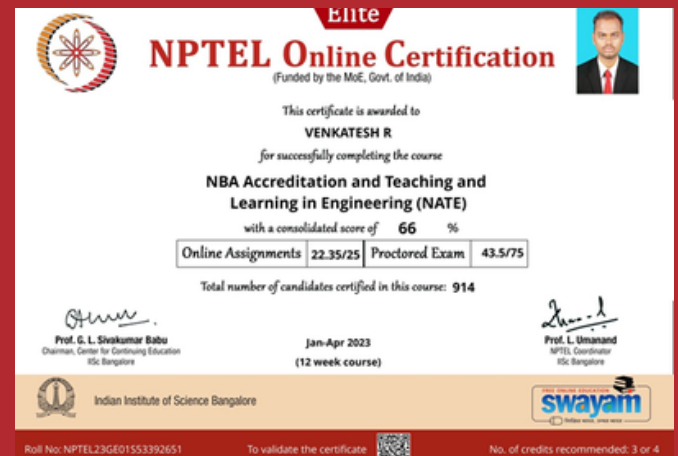 Elite
NPTEL Online Certification
(Funded by the MoE, Govt. of India)
This certificate is awarded to
VENKATESH R
for successfully completing the course
NBA Accreditation and Teaching and
Learning in Engineering (NATE)
with a consolidated score of 66 %
Online Assignments 22.35/25 Proctored Exam 43.5/75
Total number of candidates certified in this course: 914
Prof. G. L. Sivakumar Babu
Chairman, Center for Continuing Education
IISc Bangalore
Jan-Apr 2023
(12 week course)
Prof. L. Umanand
NPTEL Coordinator
IISc Bangalore
Indian Institute of Science Bangalore
FREE ONLINE EDUCATION
swayam
Roll No: NPTEL23GE01S53392651
To validate the certificate
No. of credits recommended: 3 or 4